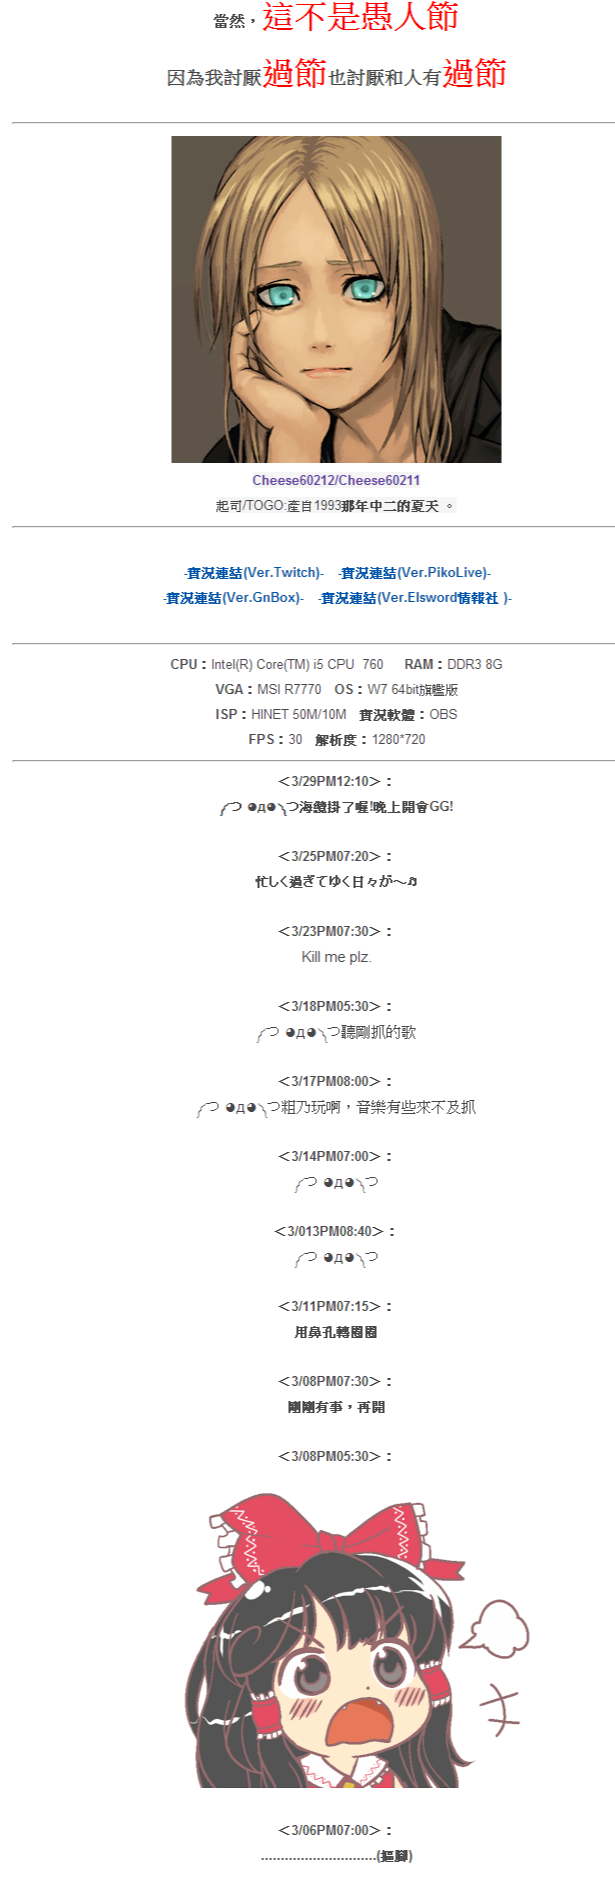 當然，這不是愚人節
因為我討厭過節也討厭和人有過節
Cheese60212/Cheese60211
起司/TOGO:產自1993那年中二的夏天 。
-實況連結(Ver.Twitch)- -實況連結(Ver.PikoLive)-
-實況連結(Ver.GnBox)- -實況連結(Ver.Elsword情報社 )-
CPU：Intel(R) Core(TM) i5 CPU 760 RAM：DDR3 8G
VGA：MSI R7770 OS：W7 64bit旗艦版
ISP：HINET 50M/10M 實況軟體：OBS
FPS：30 解析度：1280*720
＜3/29PM12:10＞：
༼つ ◕д◕༽つ海纜掛了喔!晚上開會GG!
＜3/25PM07:20＞：
忙しく過ぎてゆく日々が～♫
＜3/23PM07:30＞：
Kill me plz.
＜3/18PM05:30＞：
༼つ ◕д◕༽つ聽剛抓的歌
＜3/17PM08:00＞：
༼つ ◕д◕༽つ粗乃玩啊，音樂有些來不及抓
＜3/14PM07:00＞：
༼つ ◕д◕༽つ
＜3/013PM08:40＞：
༼つ ◕д◕༽つ
＜3/11PM07:15＞：
用鼻孔轉圈圈
＜3/08PM07:30＞：
剛剛有事，再開
＜3/08PM05:30＞：
＜3/06PM07:00＞：
.............................(摳腳)